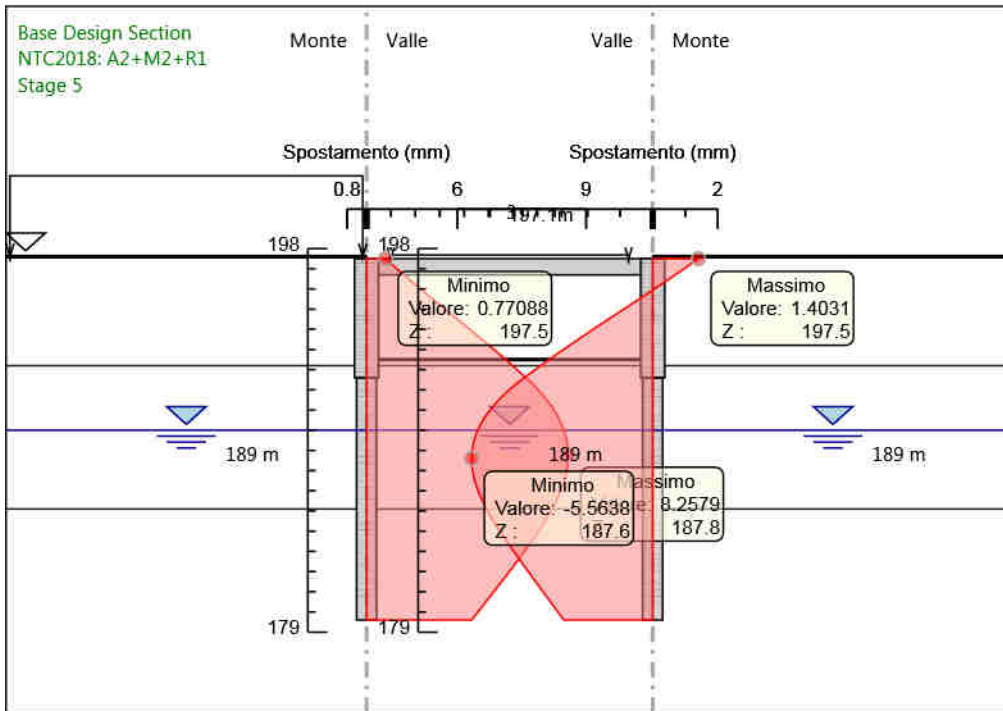 Base Design Section
NTC2018: A2+M2+R1
Stage 5
Monte Valle Valle Monte
Spostamento (mm) Spostamento (mm)
0.8 6 9 2
197.1m
198 198
Minimo
Valore: 0.77088
Z : 197.5
Massimo
Valore: 1.4031
Z : 197.5
189 m 189 m 189 m
Minimo
Valore: -5.5638
Z : 187.6
Massimo
8.2579
187.8
179 179